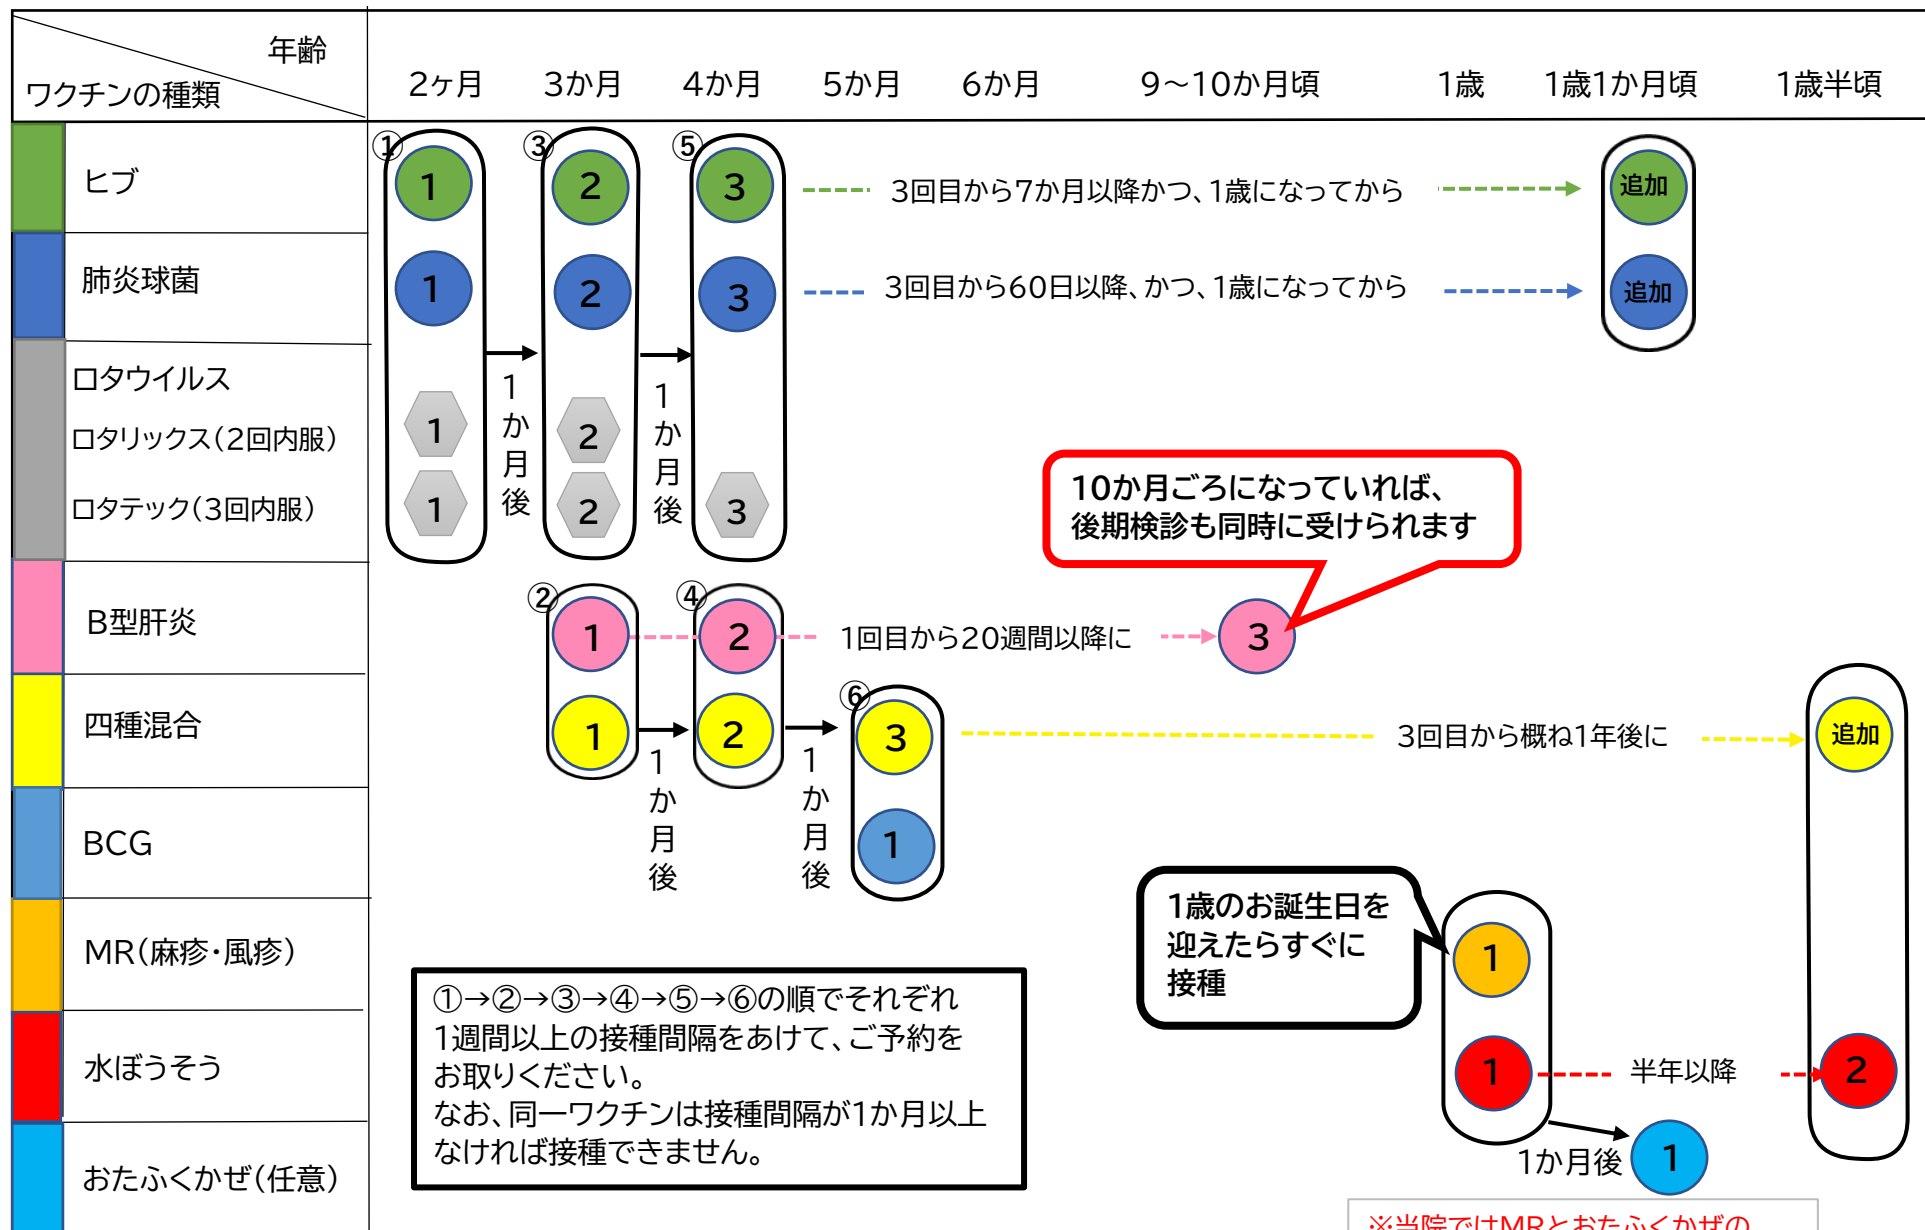 年齢
ワクチンの種類
2ヶ月 3か月 4か月 5か月 6か月 9～10か月頃 1歳 1歳1か月頃 1歳半頃
① ③ ⑤
ヒブ
1 2 3 3回目から7か月以降かつ、1歳になってから 追加
肺炎球菌
1 2 3 3回目から60日以降、かつ、1歳になってから 追加
ロタウイルス
1か月後 1か月後
ロタリックス(2回内服)
1 2
ロタテック(3回内服)
1 2 3
10か月ごろになっていれば、
後期検診も同時に受けられます
② ④
B型肝炎
1 2 1回目から20週間以降に 3
⑥
四種混合
1 2 3 3回目から概ね1年後に 追加
1か月後 1か月後
BCG
1
1歳のお誕生日を
迎えたらすぐに
接種
MR(麻疹・風疹)
1
①→②→③→④→⑤→⑥の順でそれぞれ
1週間以上の接種間隔をあけて、ご予約を
お取りください。
なお、同一ワクチンは接種間隔が1か月以上
なければ接種できません。
水ぼうそう
1 半年以降 2
おたふくかぜ(任意)
1か月後 1
※当院ではMRとおたふくかぜの